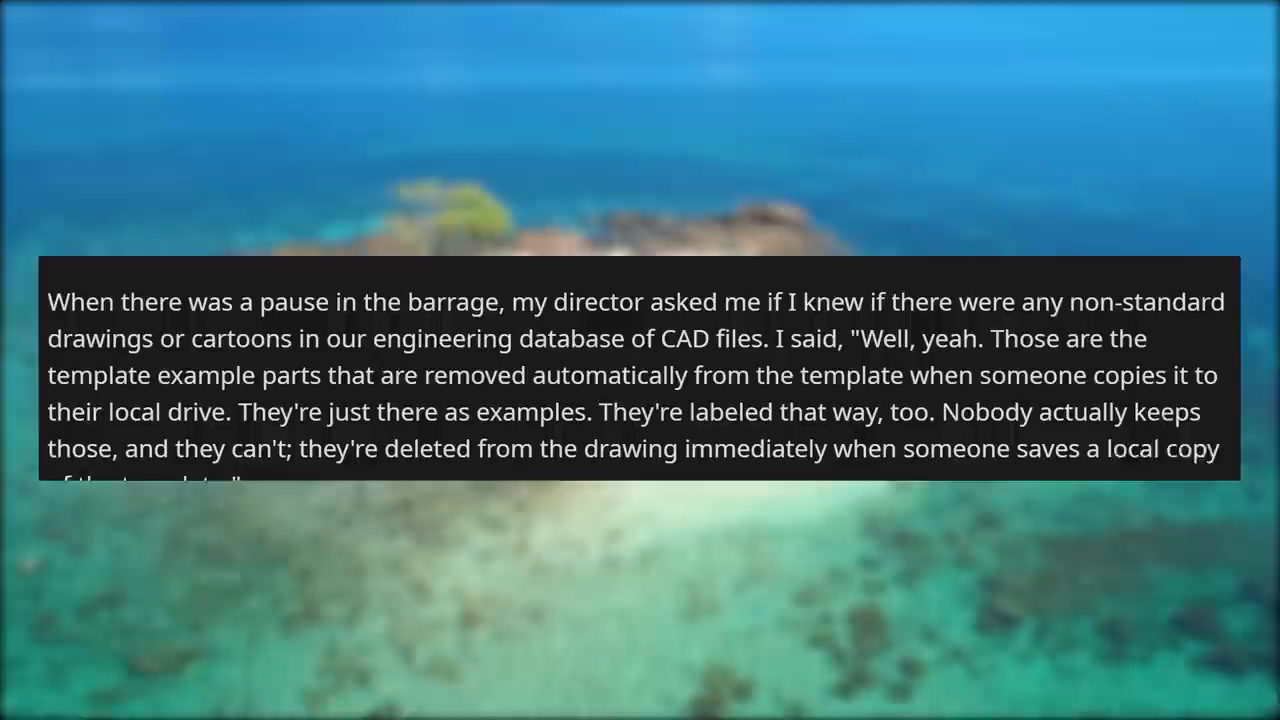 When there was a pause in the barrage, my director asked me if I knew if there were any non-standard
drawings or cartoons in our engineering database of CAD files. I said, "Well, yeah. Those are the
template example parts that are removed automatically from the template when someone copies it to
their local drive. They're just there as examples. They're labeled that way, too. Nobody actually keeps
those, and they can't; they're deleted from the drawing immediately when someone saves a local copy